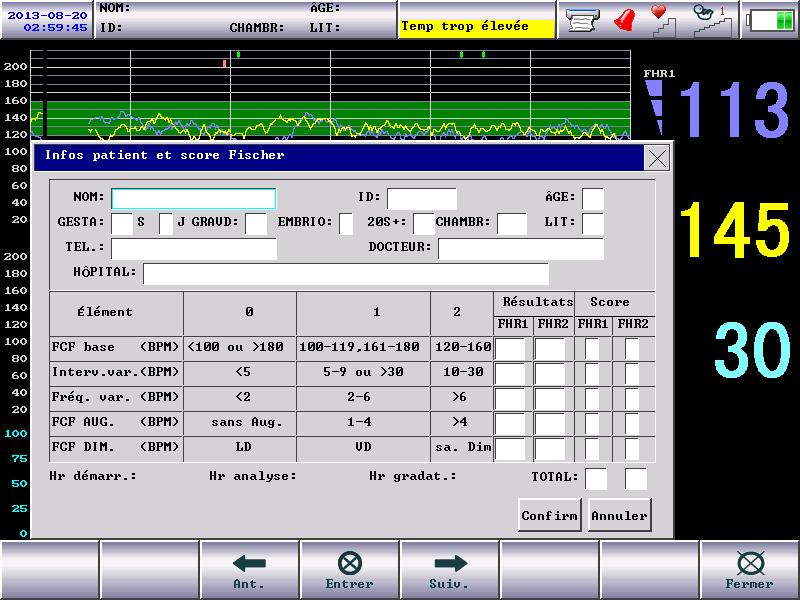 2013-08-20
02:59:45
NOM: ÂGE:
ID: CHAMBR: LIT:
Temp trop élevée
1
200
180
160
140
120
100
80
60
40
20
200
180
160
140
120
100
80
60
40
20
100
75
50
25
0
FHR1
113
145
30
Infos patient et score Fischer
NOM: ID: ÂGE:
GESTA: S J GRAVD: EMBRIO: 20S+: CHAMBR: LIT:
TEL.: DOCTEUR:
HÔPITAL:
Élément 0 1 2 Résultats Score
FHR1 FHR2 FHR1 FHR2
FCF base (BPM) <100 ou >180 100-119,161-180 120-160
Interv.var.(BPM) <5 5-9 ou >30 10-30
Fréq. var. (BPM) <2 2-6 >6
FCF AUG. (BPM) sans Aug. 1-4 >4
FCF DIM. (BPM) LD VD sa. Dim
Hr démarr.: Hr analyse: Hr gradat.: TOTAL:
Confirm Annuler
Ant. Entrer Suiv. Fermer